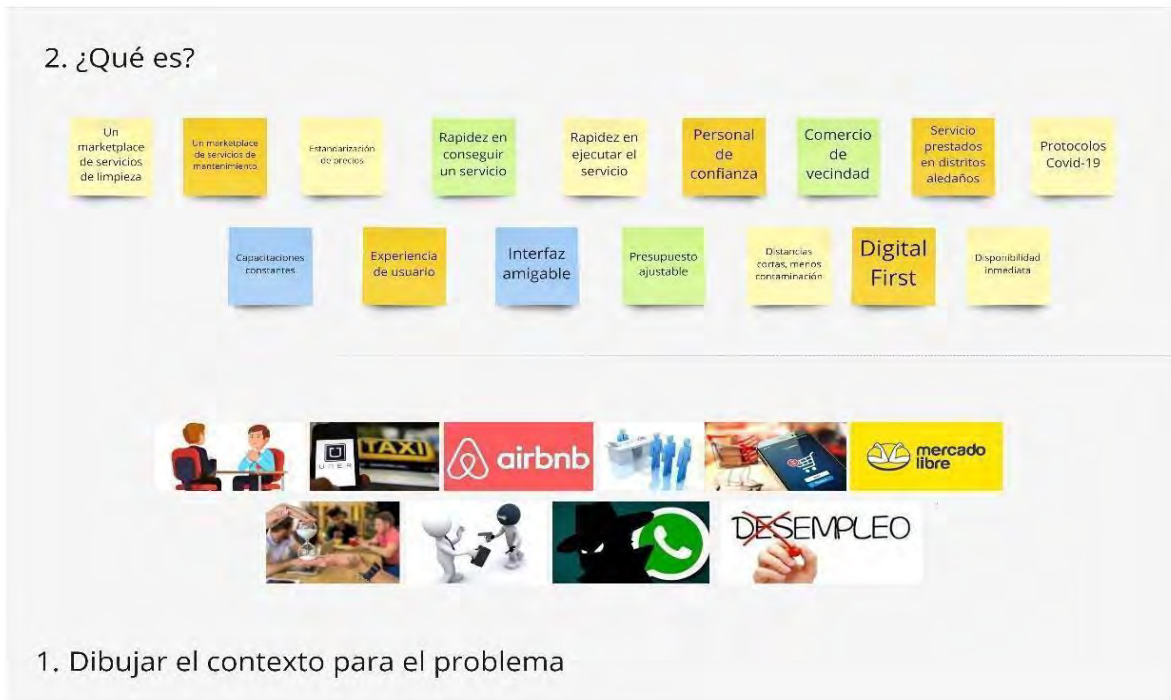 2. ¿Qué es?
Un
marketplace
de servicios
de limpieza
Un marketplace
de servicios de
mantenimiento
Estandarización
de precios
Rapidez en
conseguir
un servicio
Rapidez en
ejecutar el
servicio
Personal
de
confianza
Comercio
de
vecindad
Servicio
prestados
en distritos
aledaños
Protocolos
Covid-19
Capacitaciones
constantes
Experiencia
de usuario
Interfaz
amigable
Presupuesto
ajustable
Distancias
cortas, menos
contaminación
Digital
First
Disponibilidad
inmediata
UBER
TAXI
airbnb
mercado
libre
DESEMPLEO
1. Dibujar el contexto para el problema